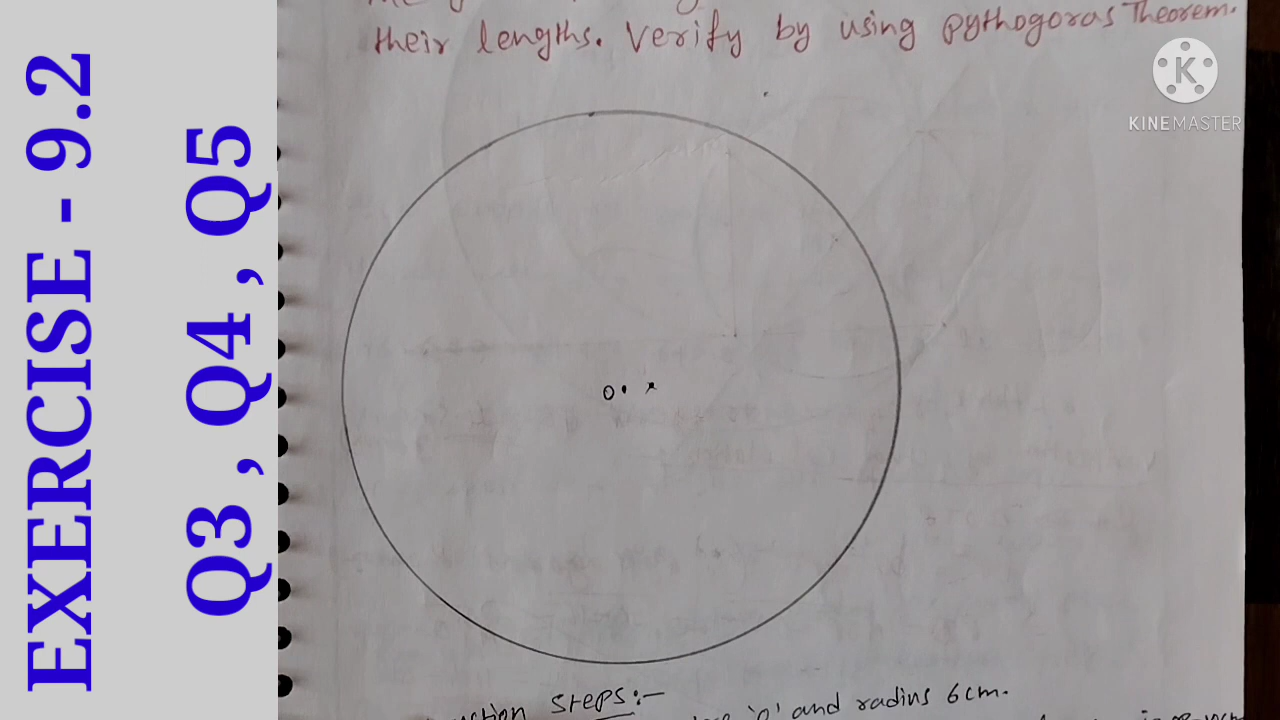 EXERCISE - 9.2
Q3 , Q4 , Q5
their lengths. Verify by using pythogoras Theorem.
K
KINEMASTER
O
Steps:-
'O' and radius 6cm.